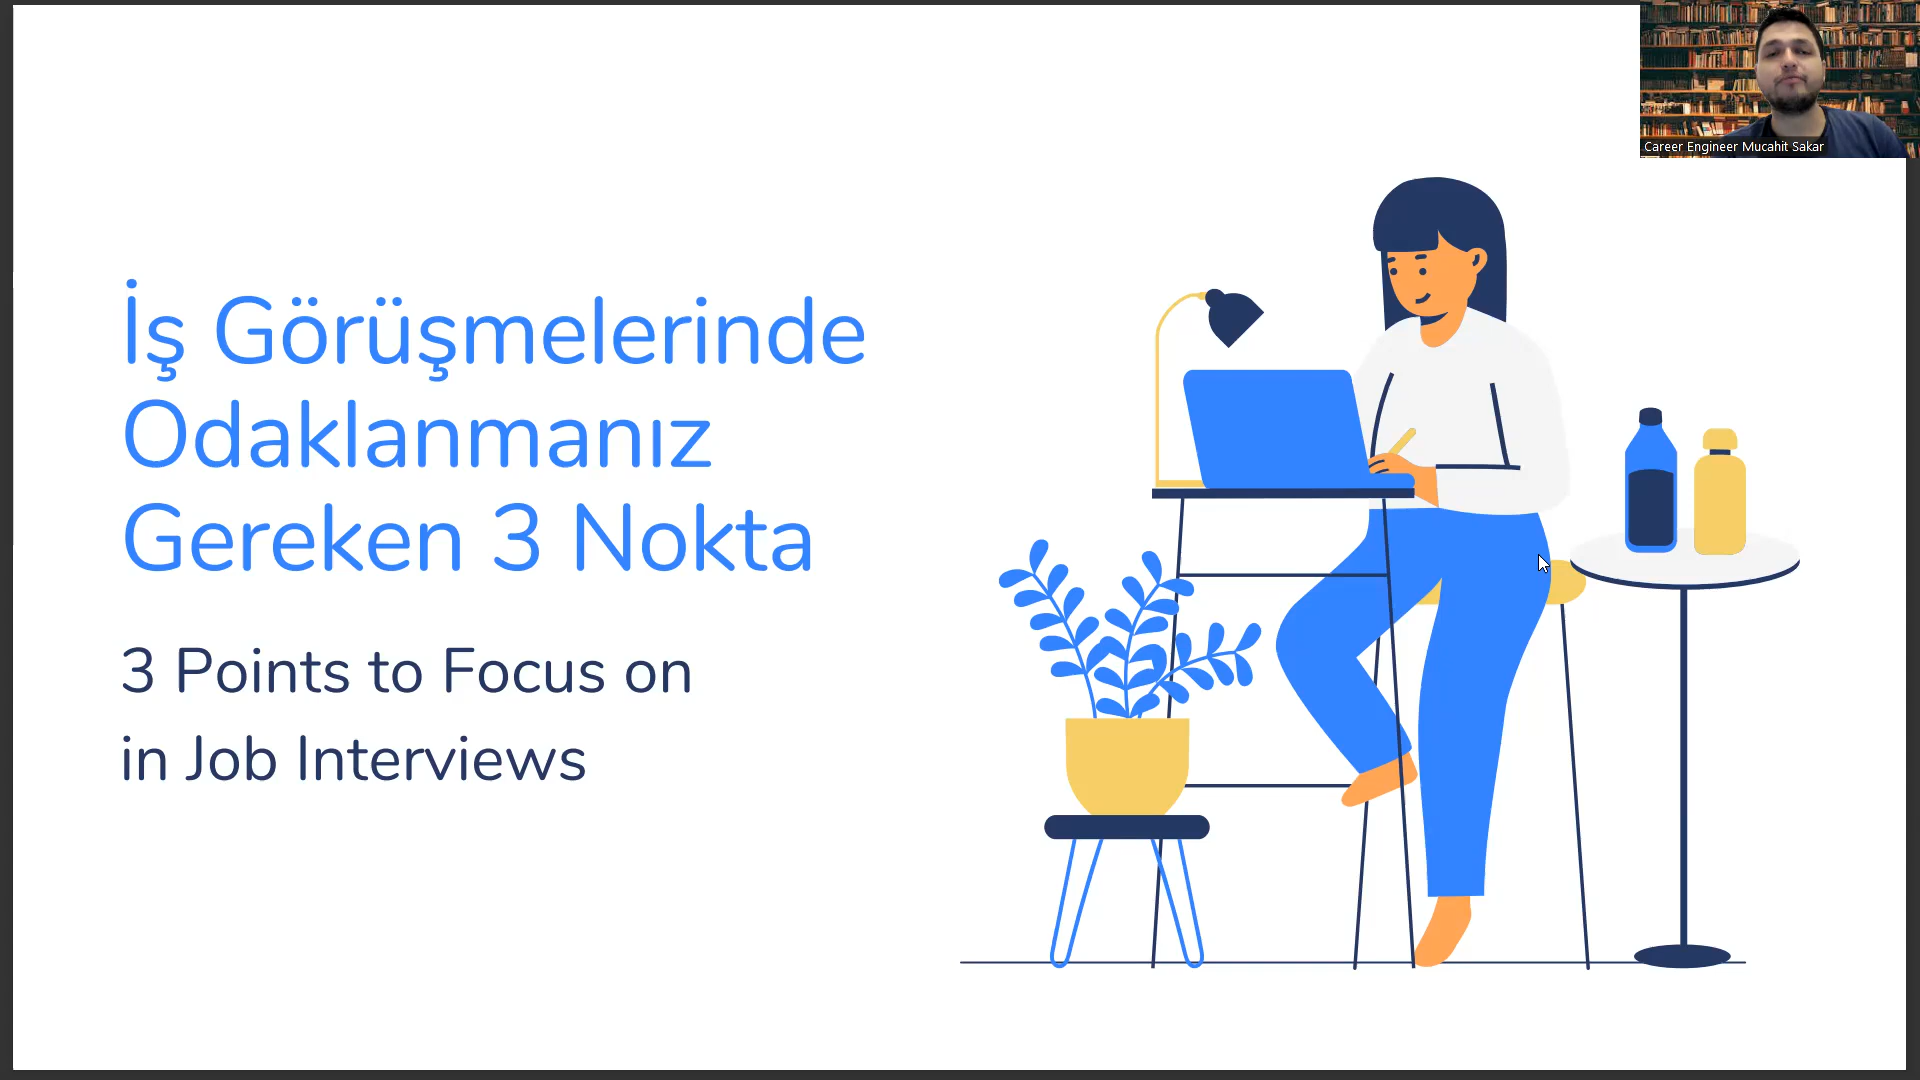 Career Engineer Mucahit Sakar
İş Görüşmelerinde
Odaklanmanız
Gereken 3 Nokta
3 Points to Focus on
in Job Interviews